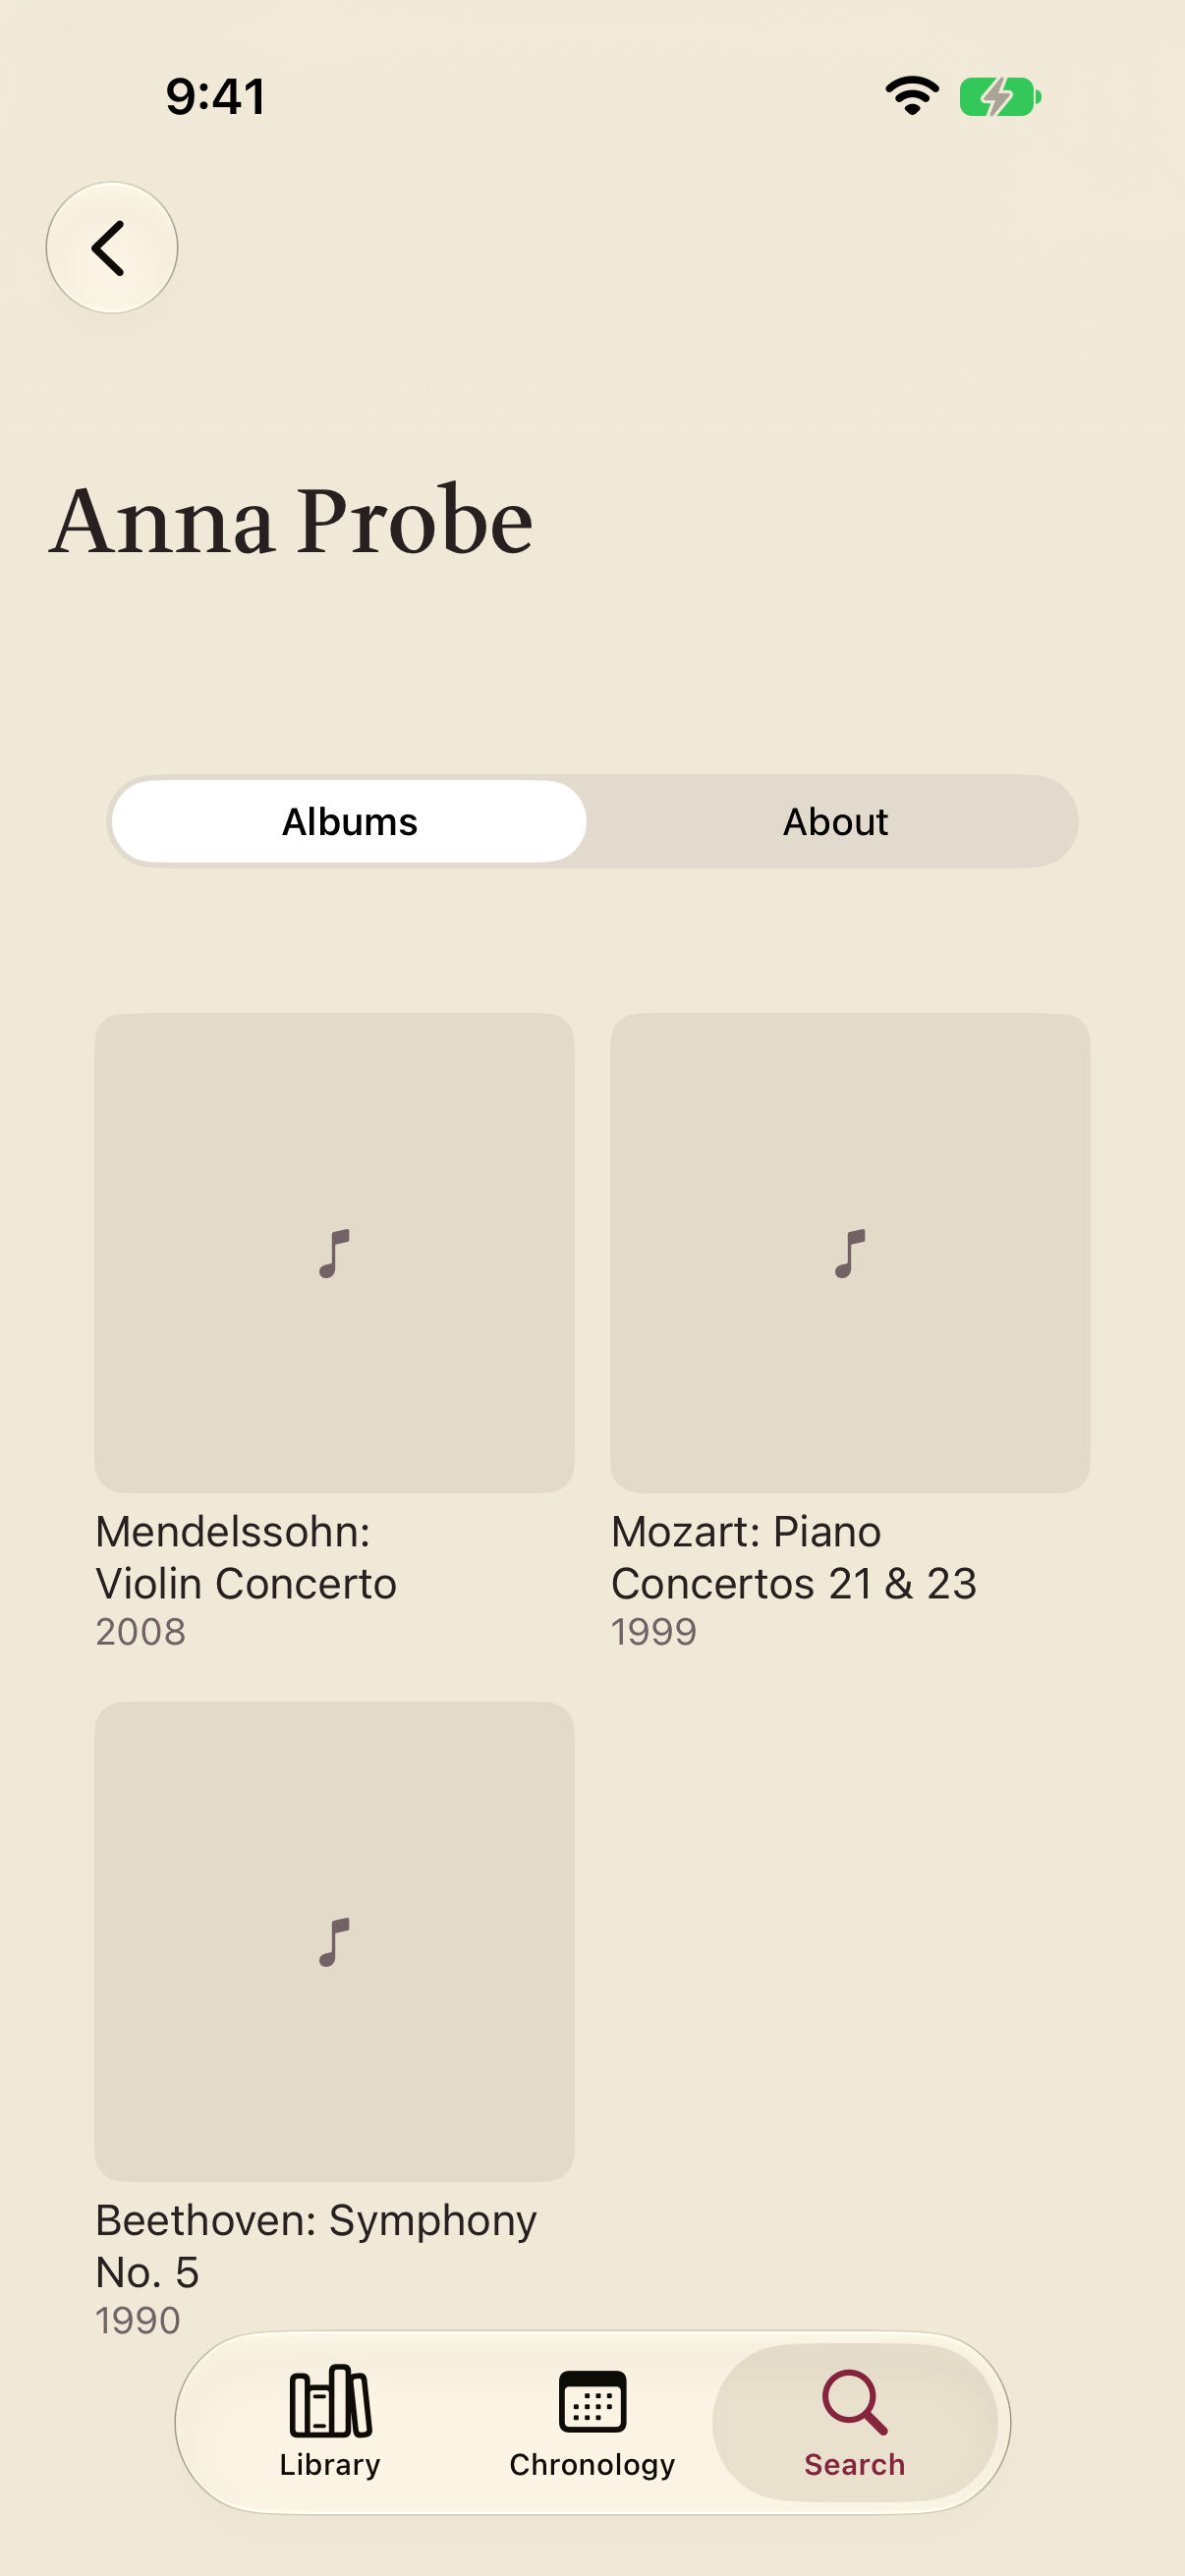 9:41
Anna Probe
Albums
About
Mendelssohn:
Violin Concerto
2008
Mozart: Piano
Concertos 21 & 23
1999
Beethoven: Symphony
No. 5
1990
Library
Chronology
Search